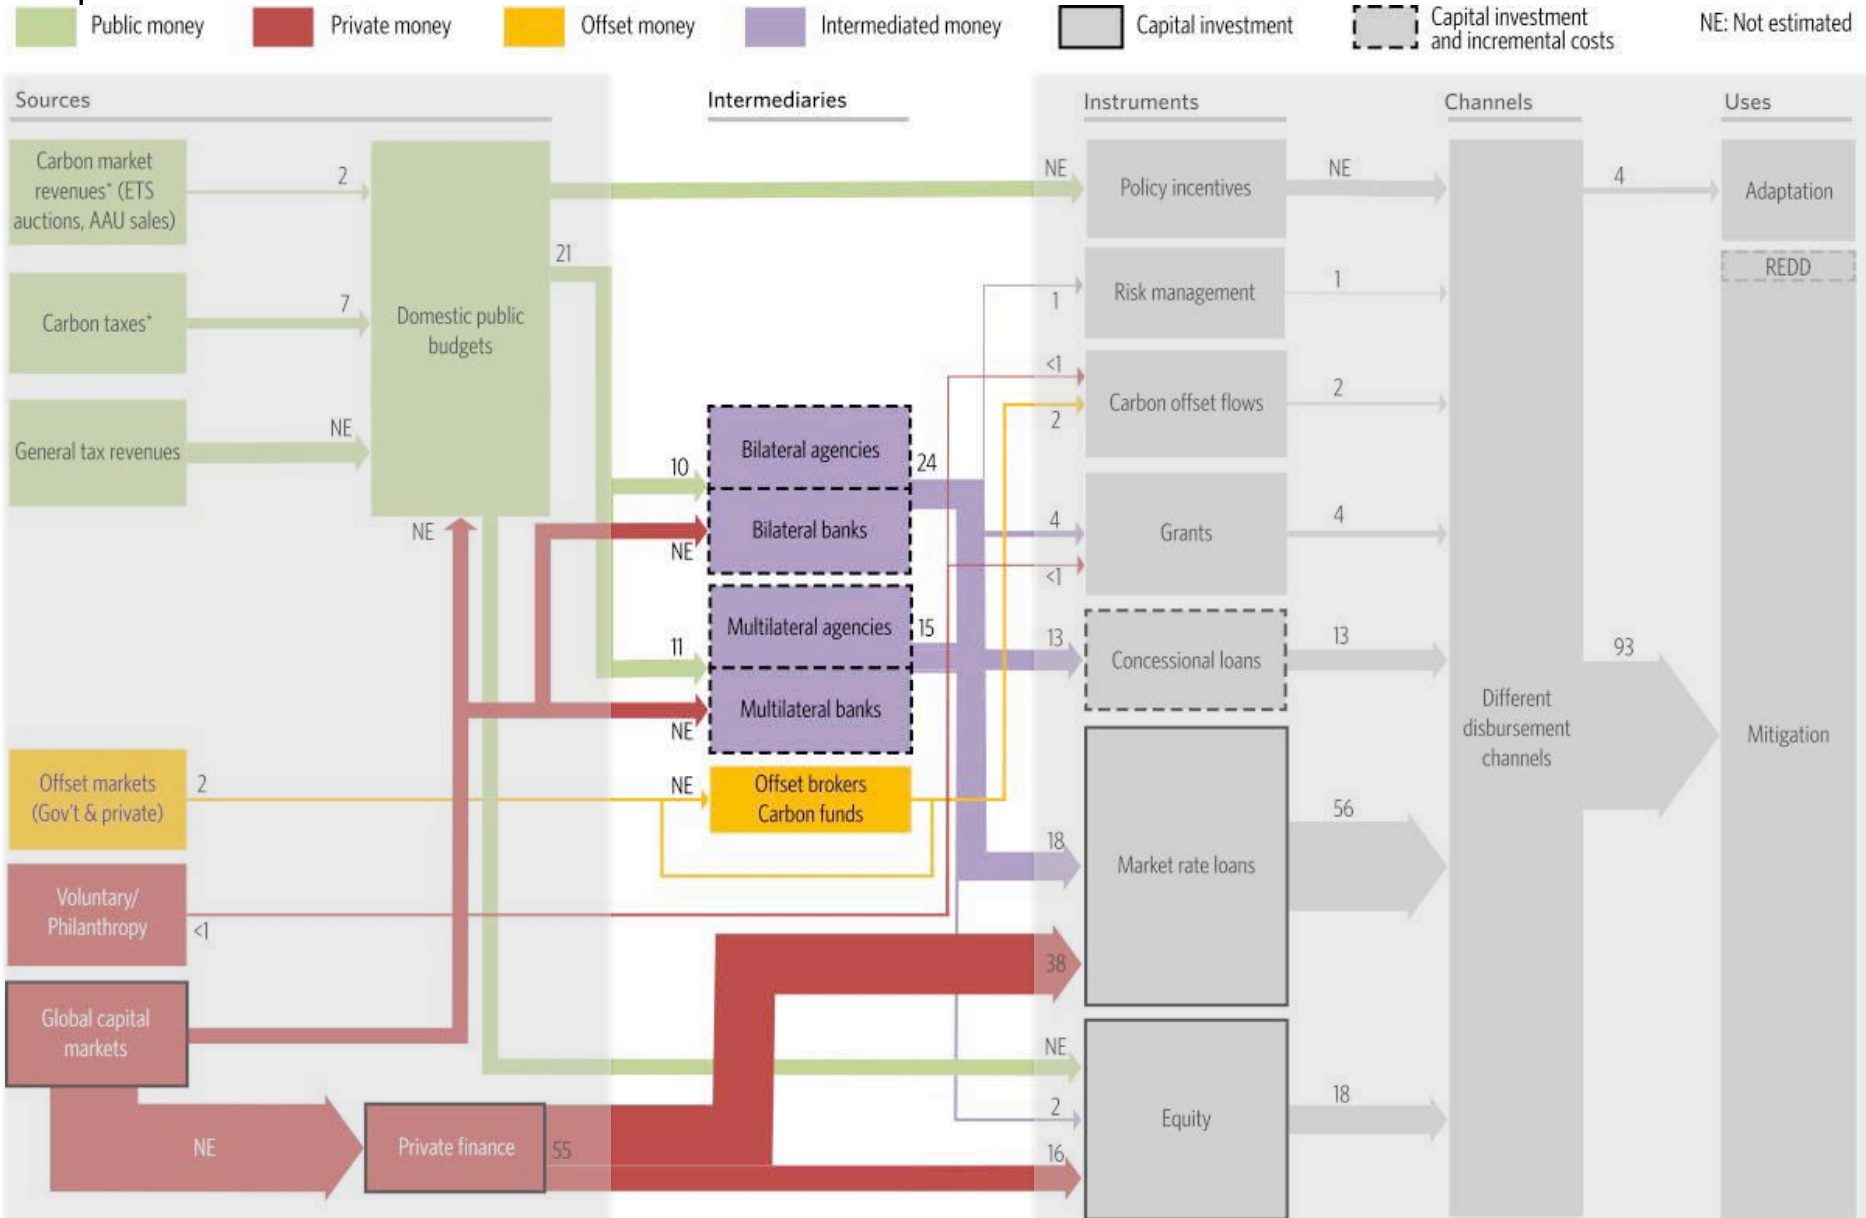 Public money
Private money
Offset money
Intermediated money
Capital investment
Capital investment
and incremental costs
NE: Not estimated
Sources
Intermediaries
Instruments
Channels
Uses
Carbon market
revenues* (ETS
auctions, AAU sales)
2
Carbon taxes*
7
General tax revenues
NE
Domestic public
budgets
21
NE
Offset markets
(Gov't & private)
2
Voluntary/
Philanthropy
<1
Global capital
markets
NE
Private finance
55
10
Bilateral agencies
24
Bilateral banks
NE
11
Multilateral agencies
15
Multilateral banks
NE
NE
Offset brokers
Carbon funds
NE
Policy incentives
NE
1
Risk management
1
<1
Carbon offset flows
2
2
4
Grants
4
<1
13
Concessional loans
13
18
Market rate loans
56
38
NE
2
Equity
18
16
Different
disbursement
channels
4
93
Adaptation
REDD
Mitigation